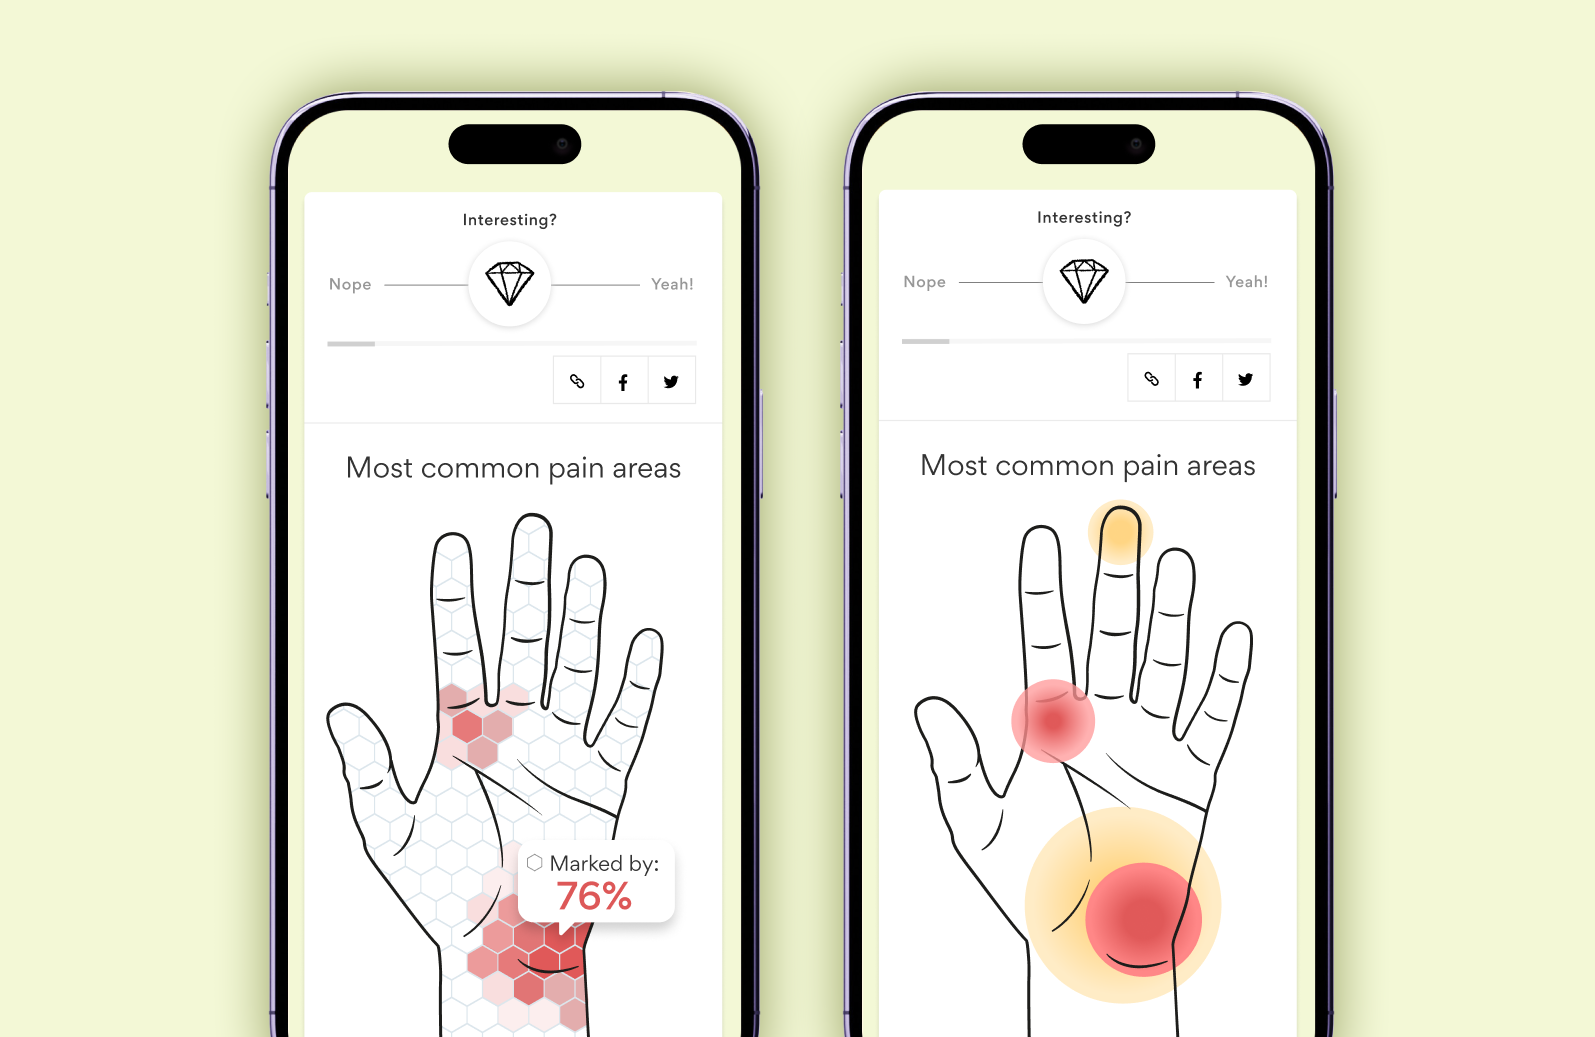 Interesting?
Nope
Yeah!
Most common pain areas
Marked by:
76%
Interesting?
Nope
Yeah!
Most common pain areas